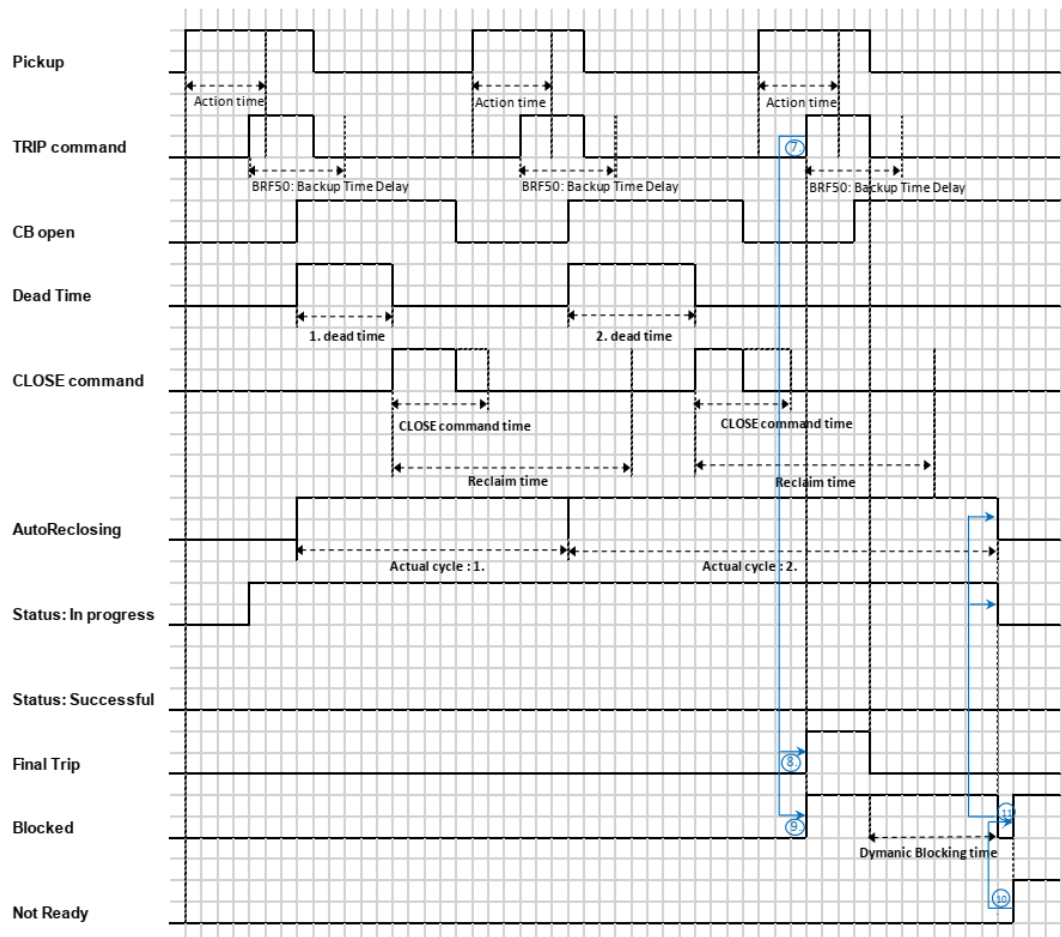 Pickup
Action time
Action time
Action time
TRIP command
7.
BRF50: Backup Time Delay
BRF50: Backup Time Delay
BRF50: Backup Time Delay
CB open
Dead Time
1. dead time
2. dead time
CLOSE command
CLOSE command time
CLOSE command time
Reclaim time
Reclaim time
AutoReclosing
Actual cycle : 1.
Actual cycle : 2.
Status: In progress
Status: Successful
Final Trip
8.
Blocked
9.
11
Dymanic Blocking time
10
Not Ready